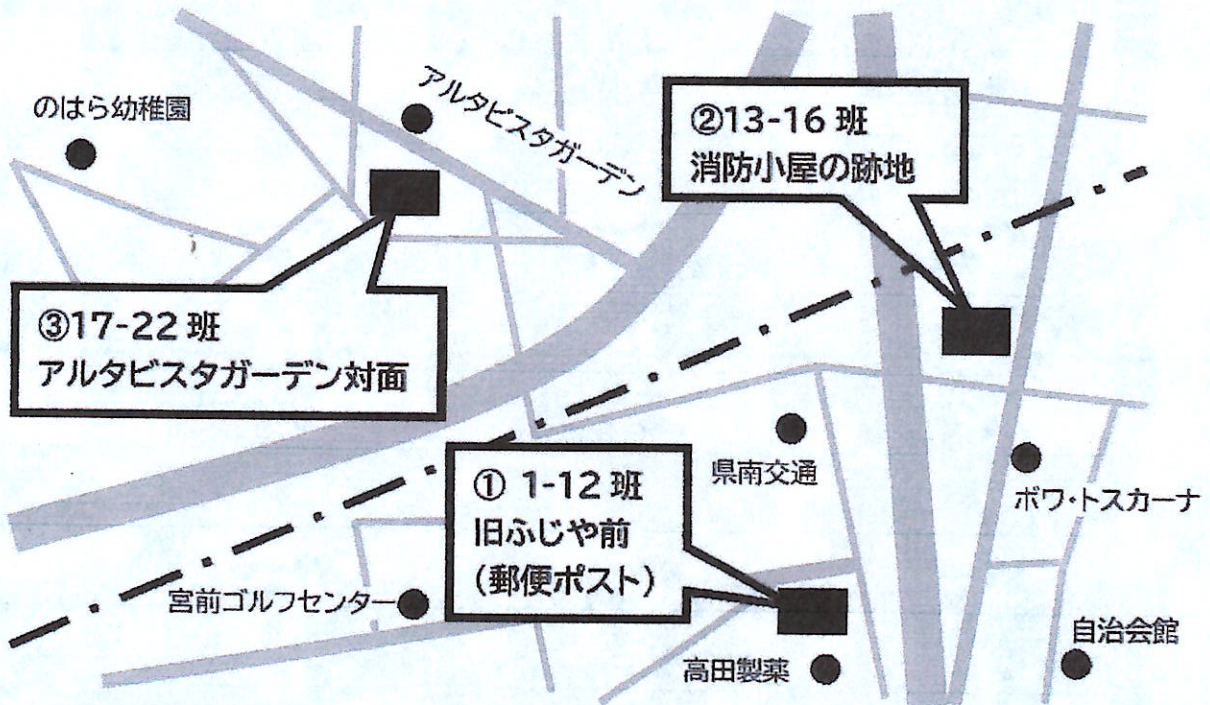 のはら幼稚園
アルタビスタガーデン
②13-16 班
消防小屋の跡地
③17-22 班
アルタビスタガーデン対面
① 1-12 班
旧ふじや前
(郵便ポスト)
県南交通
ボワ・トスカーナ
宮前ゴルフセンター
高田製薬
自治会館